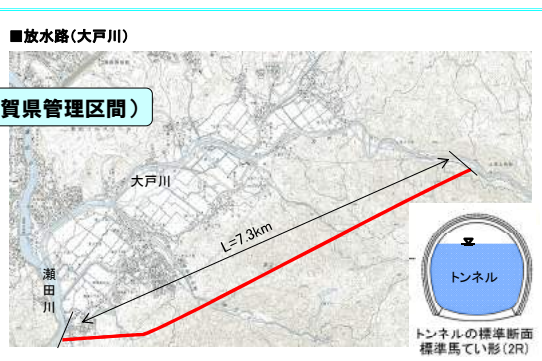 ■放水路(大戸川)
賀県管理区間)
大戸川
L=7.3km
瀬田川
トンネル
トンネルの標準断面
標準馬てい形(2R)